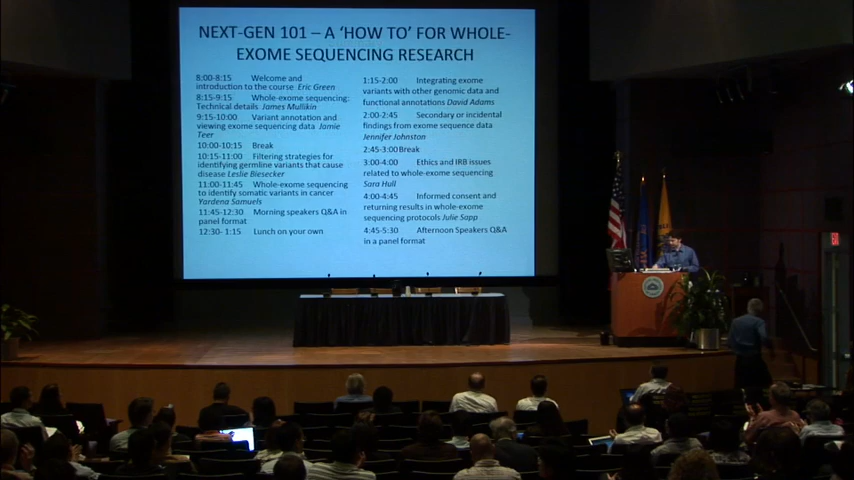 NEXT-GEN 101 – A 'HOW TO' FOR WHOLE-
EXOME SEQUENCING RESEARCH
8:00-8:15 Welcome and
introduction to the course Eric Green
8:15-9:15 Whole-exome sequencing:
Technical details James Mullikin
9:15-10:00 Variant annotation and
viewing exome sequencing data Jamie
Teer
10:00-10:15 Break
10:15-11:00 Filtering strategies for
identifying germline variants that cause
disease Leslie Biesecker
11:00-11:45 Whole-exome sequencing
to identify somatic variants in cancer
Yardena Samuels
11:45-12:30 Morning speakers Q&A in
panel format
12:30- 1:15 Lunch on your own
1:15-2:00 Integrating exome
variants with other genomic data and
functional annotations David Adams
2:00-2:45 Secondary or incidental
findings from exome sequence data
Jennifer Johnston
2:45-3:00 Break
3:00-4:00 Ethics and IRB issues
related to whole-exome sequencing
Sara Hull
4:00-4:45 Informed consent and
returning results in whole-exome
sequencing protocols Julie Sapp
4:45-5:30 Afternoon Speakers Q&A
in a panel format